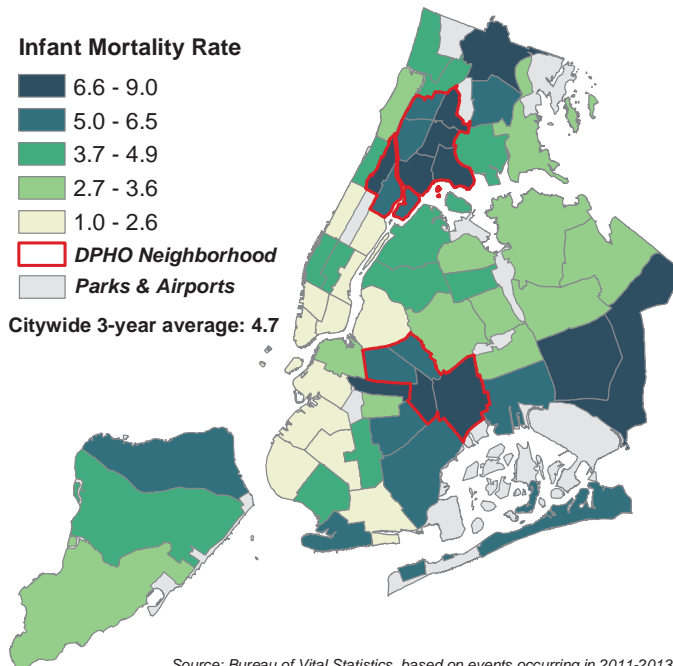 Infant Mortality Rate
6.6 - 9.0
5.0 - 6.5
3.7 - 4.9
2.7 - 3.6
1.0 - 2.6
DPHO Neighborhood
Parks & Airports
Citywide 3-year average: 4.7
Source: Bureau of Vital Statistics, based on events occurring in 2011-2013